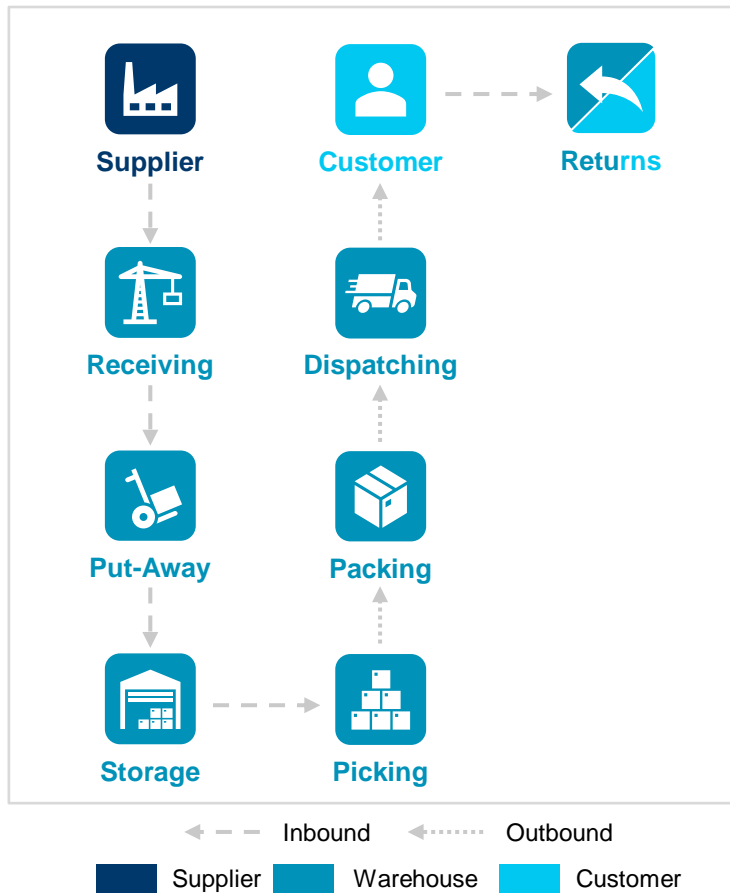 Supplier
Customer
Returns
Receiving
Dispatching
Put-Away
Packing
Storage
Picking
Inbound
Outbound
Supplier
Warehouse
Customer